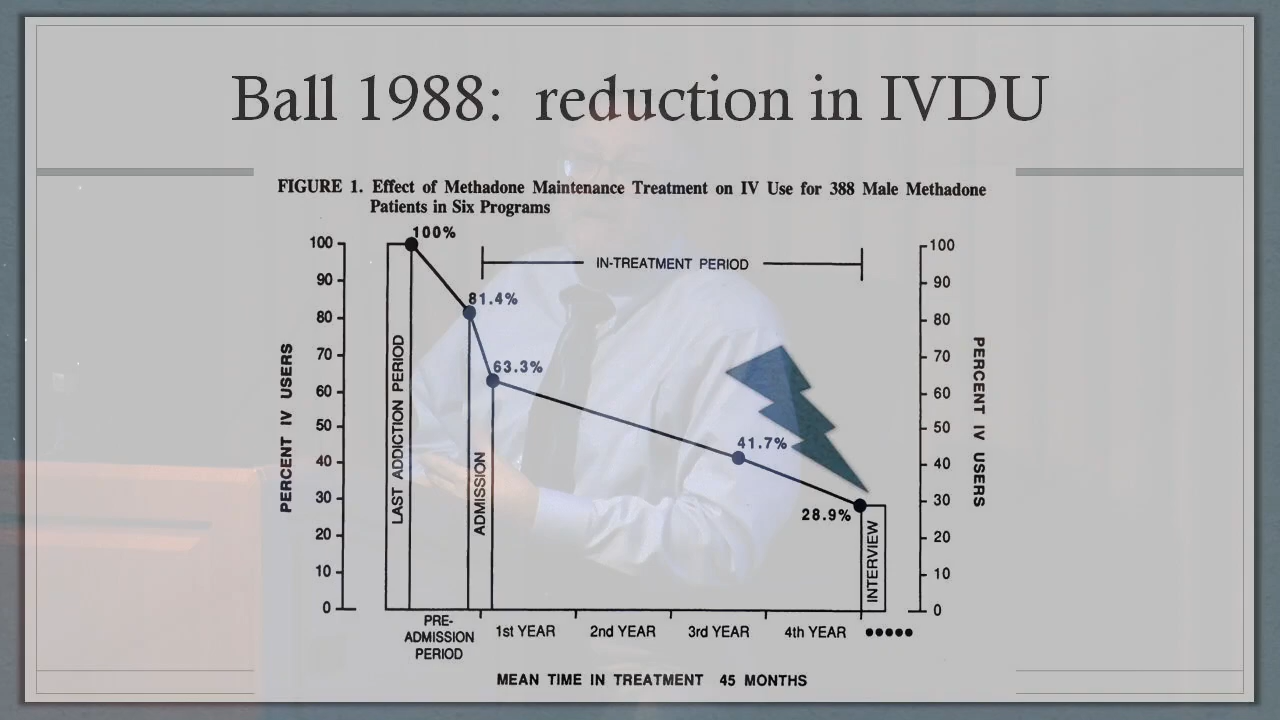 Ball 1988: reduction in IVDU
FIGURE 1. Effect of Methadone Maintenance Treatment on IV Use for 388 Male Methadone
Patients in Six Programs
100%
100
100
IN-TREATMENT PERIOD
90
90
81.4%
80
80
70
70
63.3%
60
60
50
50
41.7%
40
40
30
30
28.9%
20
20
10
10
0
0
PERCENT IV USERS
LAST ADDICTION PERIOD
ADMISSION
INTERVIEW
PERCENT IV USERS
PRE-
ADMISSION
PERIOD
1st YEAR
2nd YEAR
3rd YEAR
4th YEAR
•••••
MEAN TIME IN TREATMENT 45 MONTHS